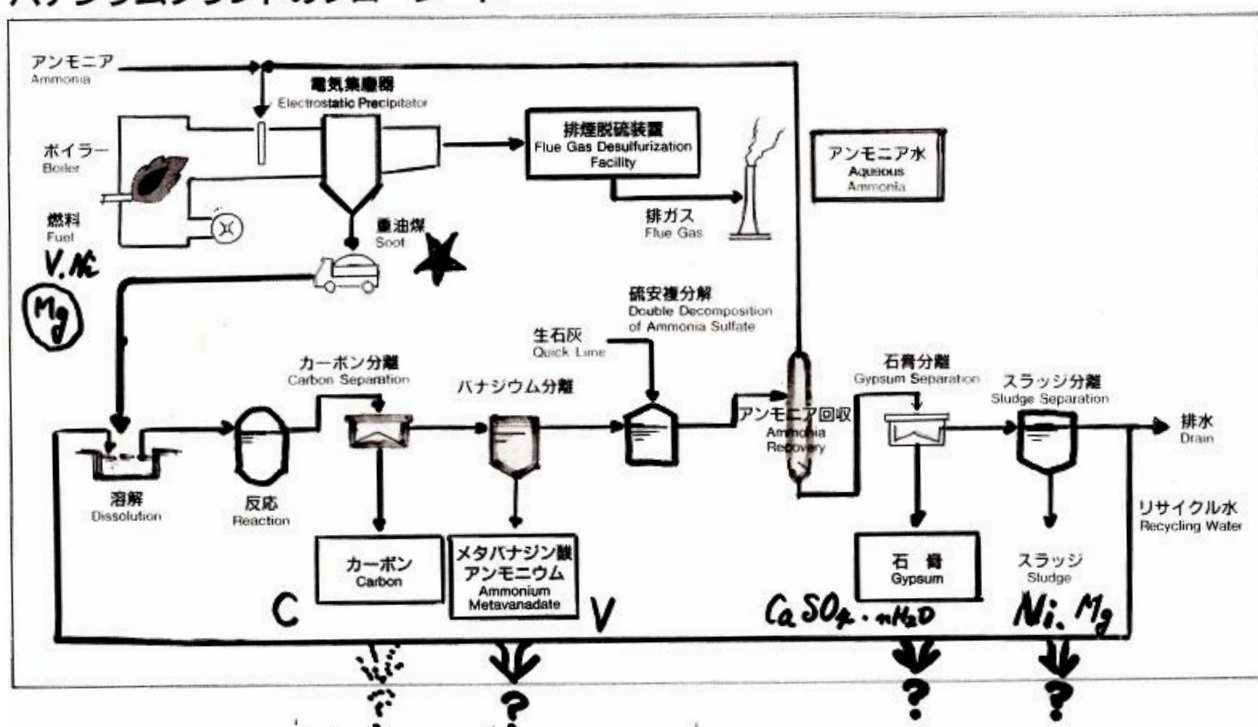 アンモニア
Ammonia
電気集塵器
Electrostatic Precipitator
ボイラー
Boiler
排煙脱硫装置
Flue Gas Desulfurization
Facility
アンモニア水
Aqueous
Ammonia
燃料
Fuel
V. Ni
Mg
重油煤
Soot
排ガス
Flue Gas
硫安複分解
Double Decomposition
of Ammonia Sulfate
生石灰
Quick Lime
カーボン分離
Carbon Separation
バナジウム分離
アンモニア回収
Ammonia
Recovery
石膏分離
Gypsum Separation
スラッジ分離
Sludge Separation
排水
Drain
溶解
Dissolution
反応
Reaction
リサイクル水
Recycling Water
カーボン
Carbon
C
メタバナジン酸
アンモニウム
Ammonium
Metavanadate
V
石膏
Gypsum
CaSO4・nH2O
スラッジ
Sludge
Ni. Mg
?
?
?
?